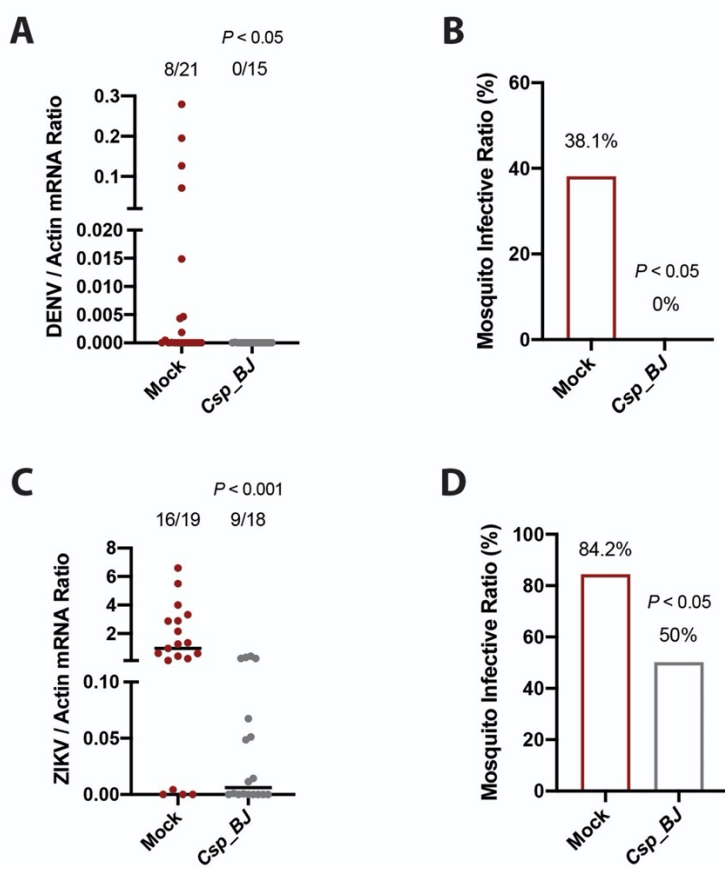 A
P < 0.05
8/21 0/15
DENV / Actin mRNA Ratio
0.3
0.2
0.1
0.020
0.015
0.010
0.005
0.000
Mock
Csp_BJ
B
Mosquito Infective Ratio (%)
60
40
20
0
38.1%
P < 0.05
0%
Mock
Csp_BJ
C
P < 0.001
16/19 9/18
ZIKV / Actin mRNA Ratio
8
6
4
2
0.10
0.05
0.00
Mock
Csp_BJ
D
Mosquito Infective Ratio (%)
100
80
60
40
20
0
84.2%
P < 0.05
50%
Mock
Csp_BJ